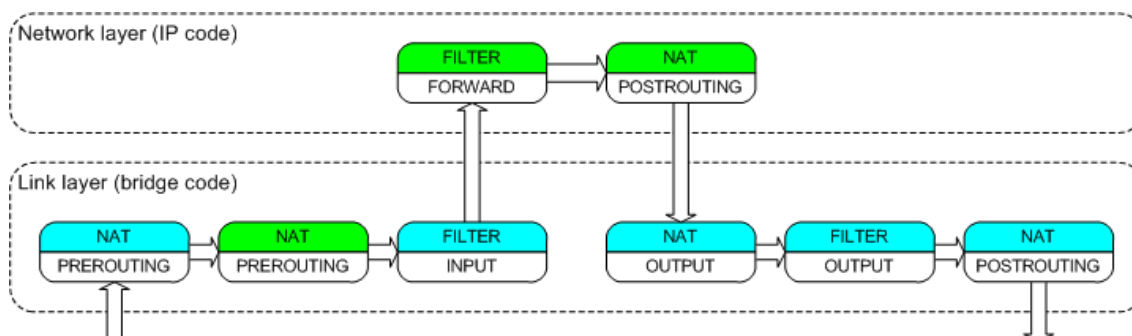 Network layer (IP code)
FILTER
FORWARD
NAT
POSTROUTING
Link layer (bridge code)
NAT
PREROUTING
NAT
PREROUTING
FILTER
INPUT
NAT
OUTPUT
FILTER
OUTPUT
NAT
POSTROUTING